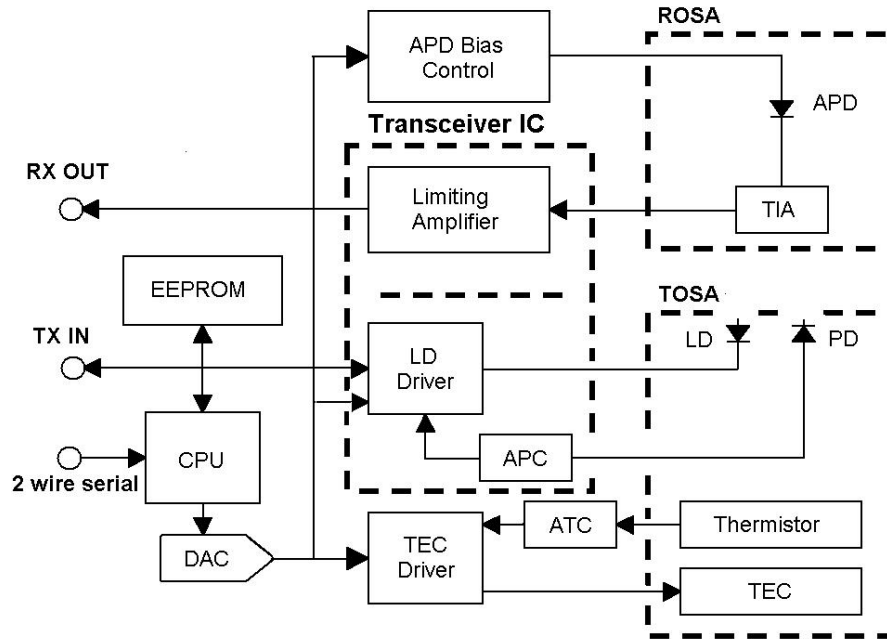 ROSA
APD Bias
Control
APD
Transceiver IC
RX OUT
Limiting
Amplifier
TIA
EEPROM
TOSA
TX IN
LD
Driver
LD
PD
CPU
APC
2 wire serial
DAC
TEC
Driver
ATC
Thermistor
TEC